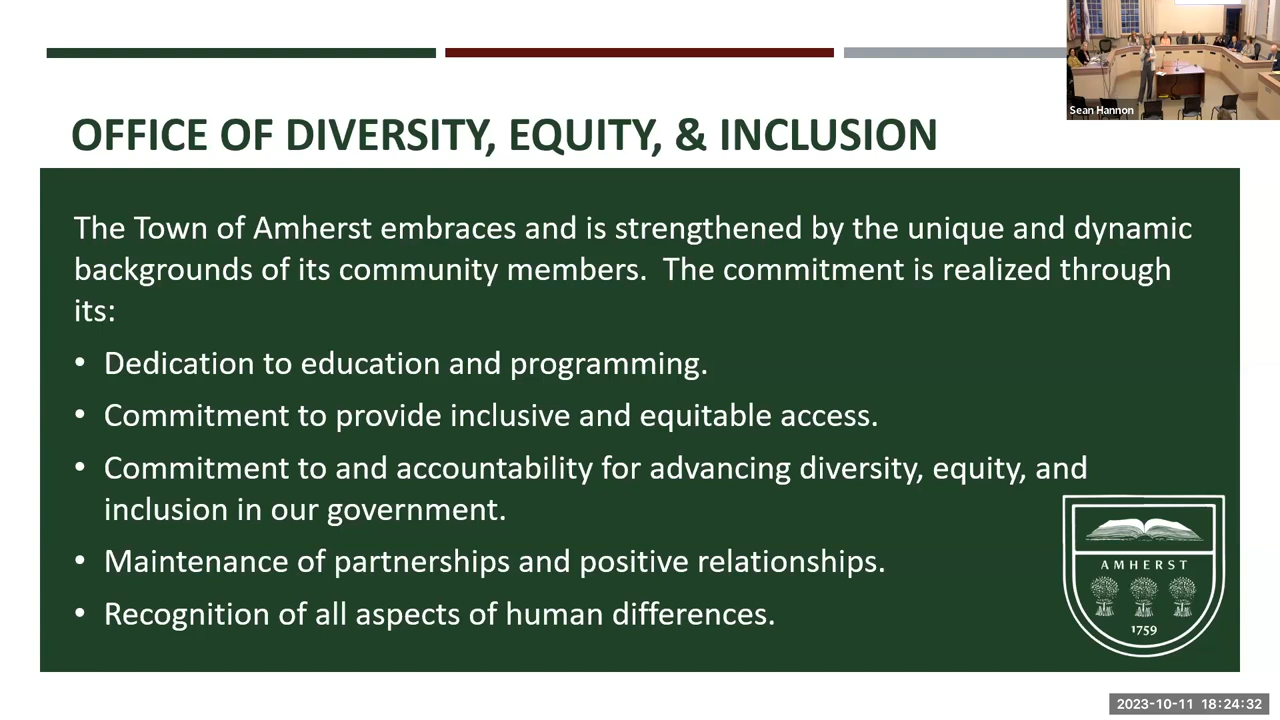 Sean Hannon
OFFICE OF DIVERSITY, EQUITY, & INCLUSION
The Town of Amherst embraces and is strengthened by the unique and dynamic
backgrounds of its community members.  The commitment is realized through
its:
• Dedication to education and programming.
• Commitment to provide inclusive and equitable access.
• Commitment to and accountability for advancing diversity, equity, and
inclusion in our government.
• Maintenance of partnerships and positive relationships.
• Recognition of all aspects of human differences.
AMHERST
1759
2023-10-11 18:24:32